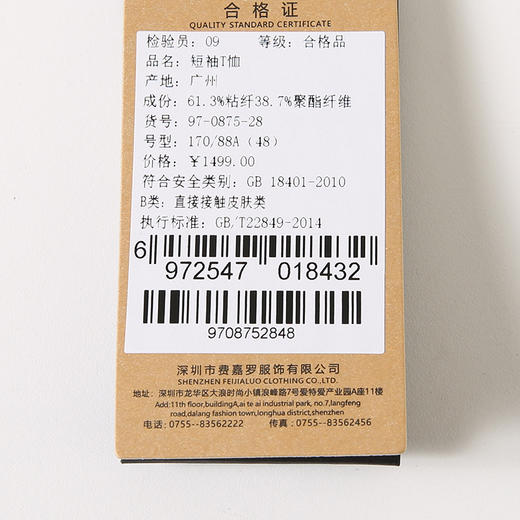 合格证
QUALITY STANDARD CERTIFICATE
检验员：09 等级：合格品
品名：短袖T恤
产地：广州
成份：61.3%粘纤38.7%聚酯纤维
货号：97-0875-28
号型：170/88A（48）
价格：￥1499.00
符合安全类别：GB 18401-2010
B类：直接接触皮肤类
执行标准：GB/T22849-2014
6 972547 018432
9708752848
深圳市费嘉罗服饰有限公司
SHENZHEN FEIJIALUO CLOTHING CO.,LTD.
地址：深圳市龙华区大浪时尚小镇浪峰路7号爱特爱产业园A座11楼
Add:11th floor,buildingA,ai te ai industrial park, no.7,langfeng
road,dalang fashion town,longhua district,shenzhen
电话：0755--83562222 传真：0755--83562456